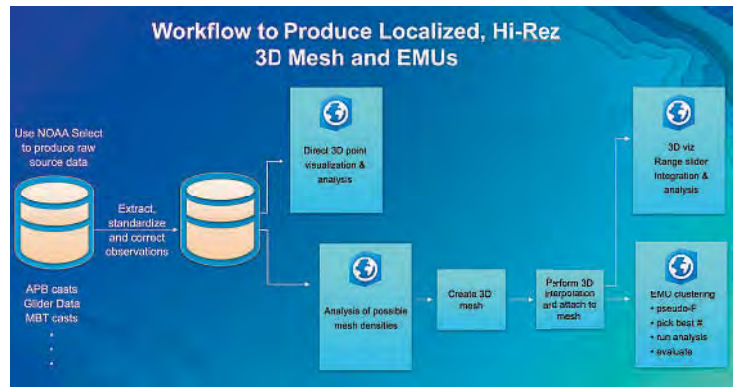 Workflow to Produce Localized, Hi-Rez
3D Mesh and EMUs
Use NOAA Select
to produce raw
source data
APB casts
Glider Data
MBT casts
Extract,
standardize
and correct
observations
Direct 3D point
visualization &
analysis
Analysis of possible
mesh densities
Create 3D
mesh
Perform 3D
interpolation
and attach to
mesh
3D viz
Range slider
Integration &
analysis
EMU clustering
• pseudo-F
• pick best #
• run analysis
• evaluate